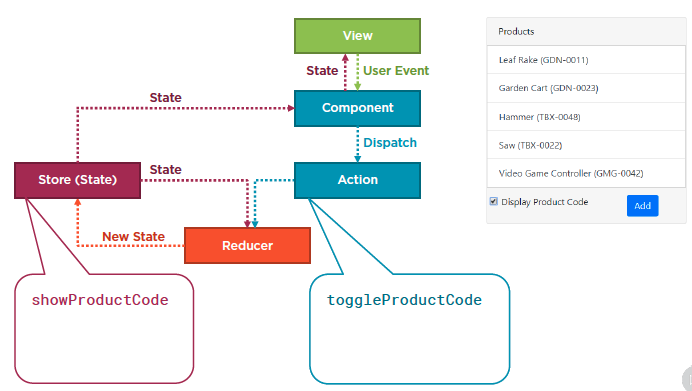 View
State
User Event
State
Component
Dispatch
Store (State)
State
Action
New State
Reducer
showProductCode
toggleProductCode
Products
Leaf Rake (GDN-0011)
Garden Cart (GDN-0023)
Hammer (TBX-0048)
Saw (TBX-0022)
Video Game Controller (GMG-0042)
Display Product Code
Add